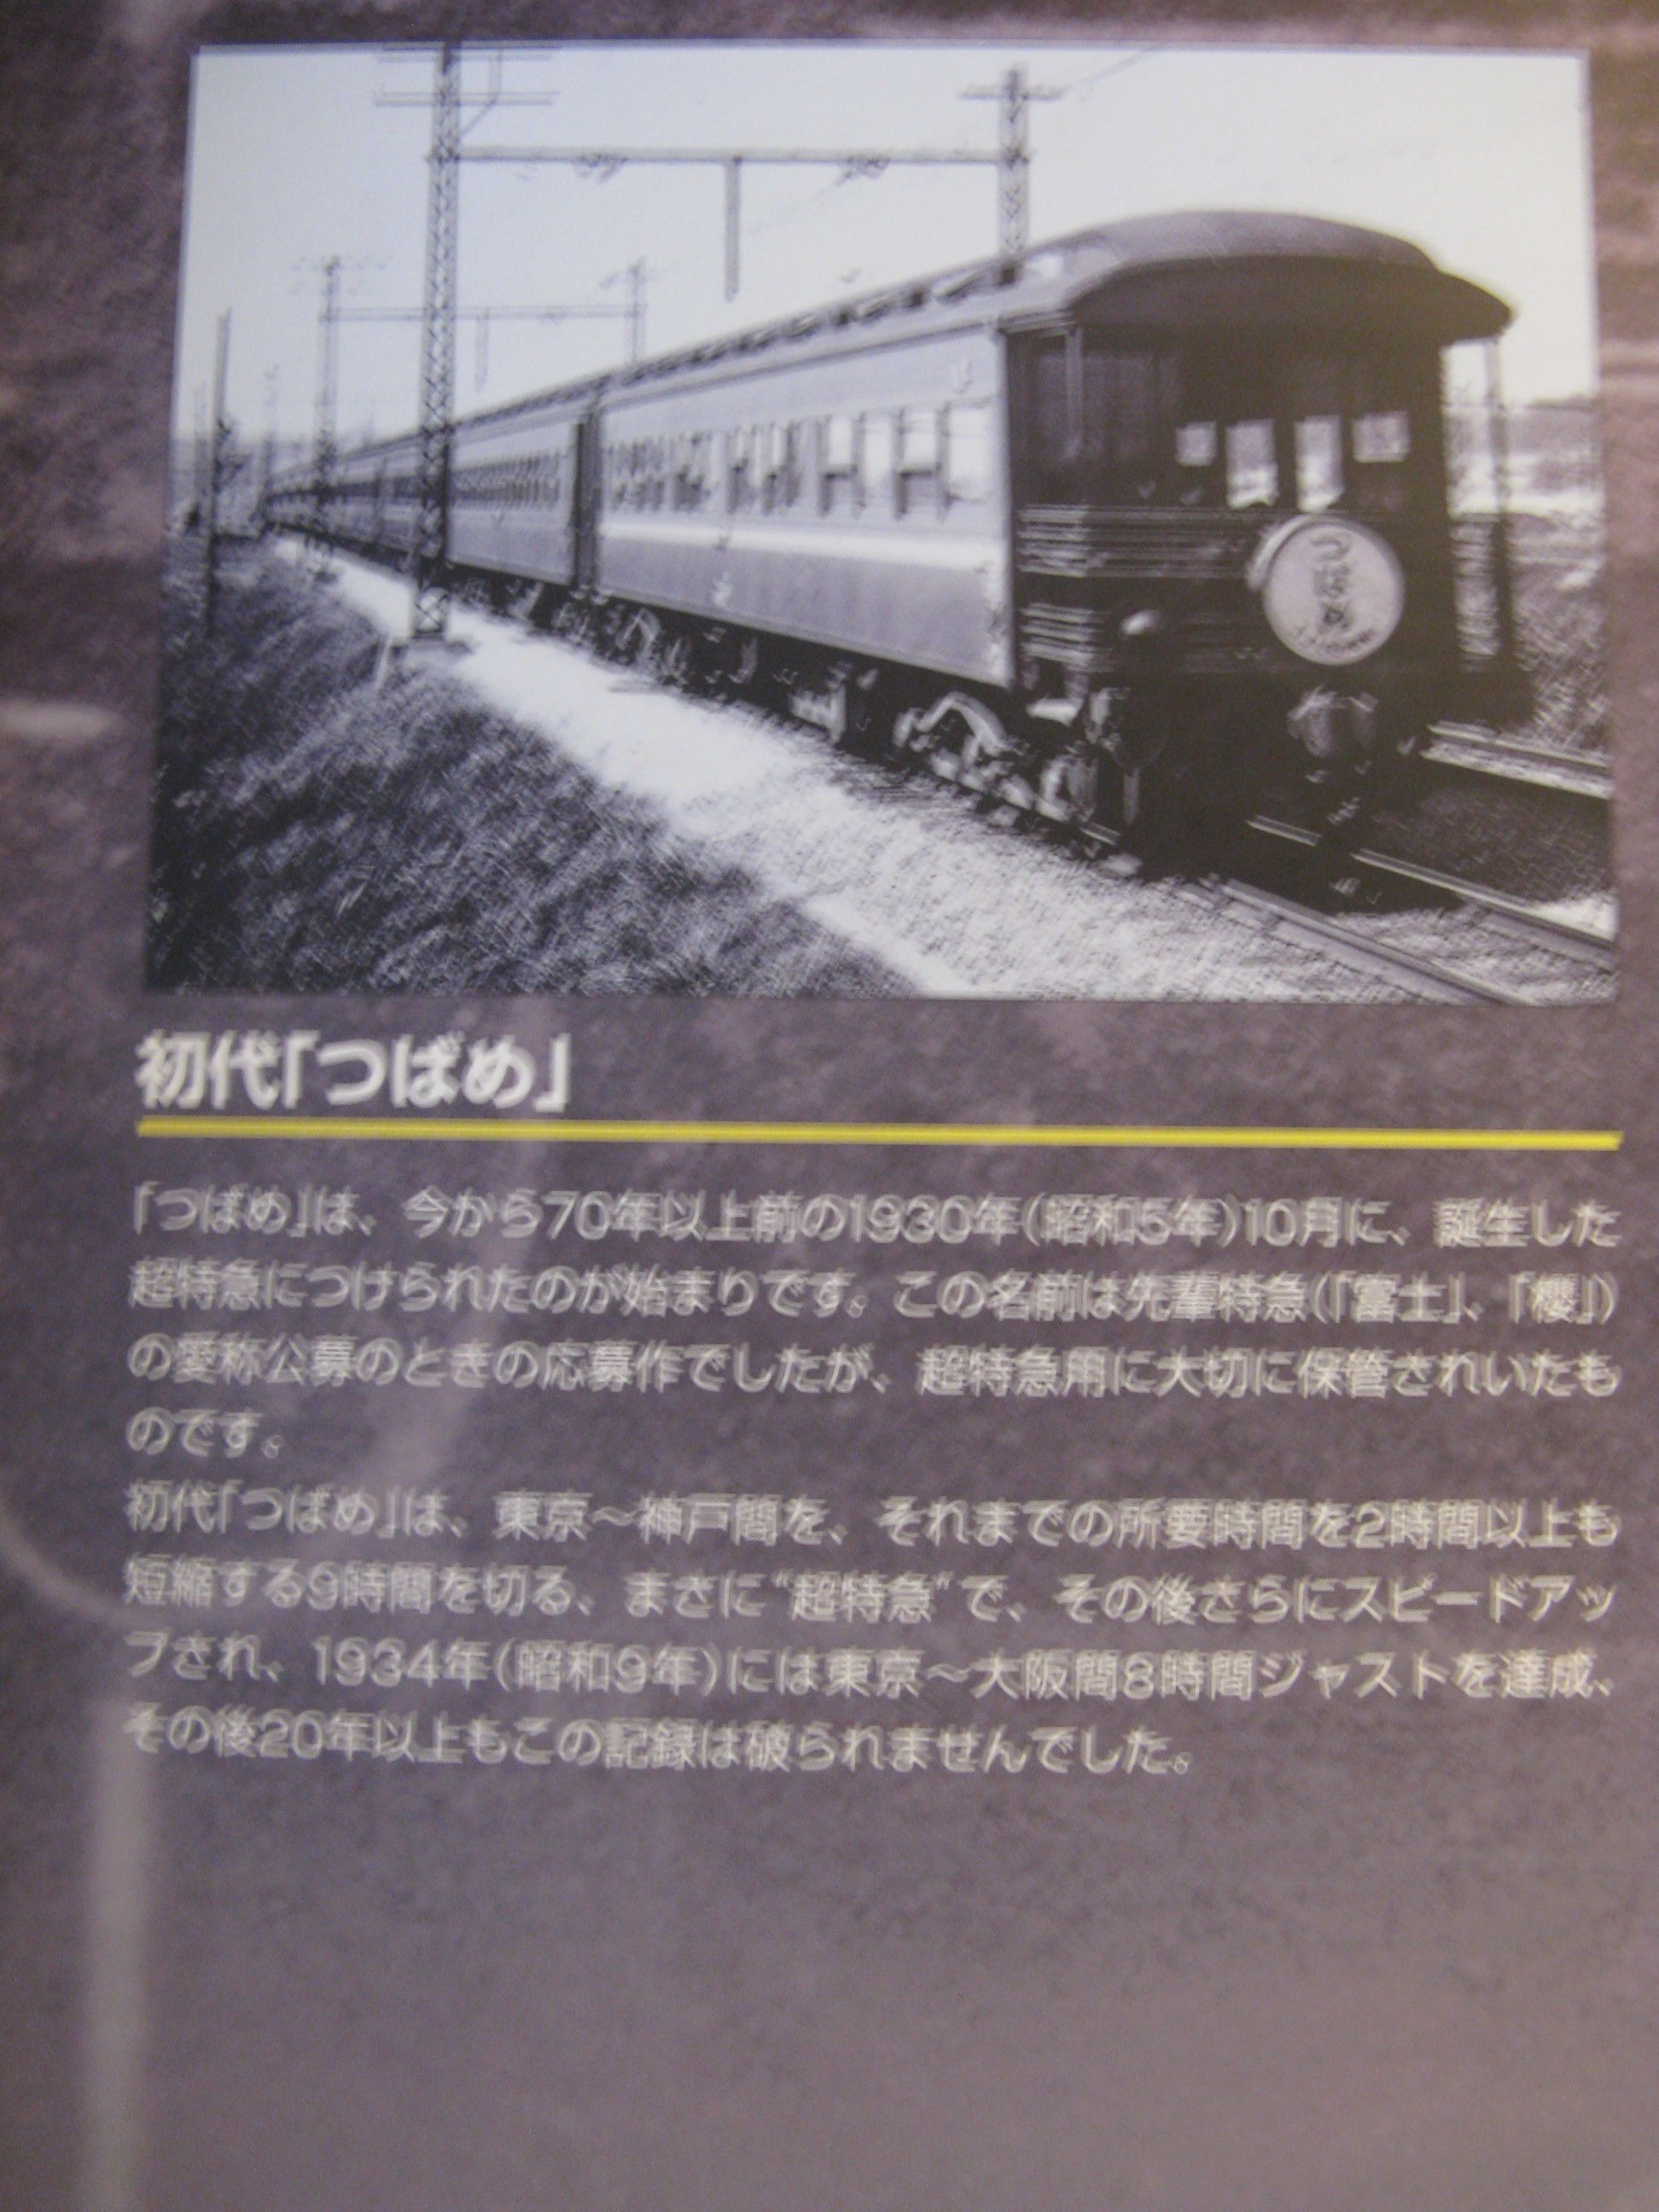 つばめ
初代「つばめ」
「つばめ」は、今から70年以上前の1930年(昭和5年)10月に、誕生した
超特急につけられたのが始まりです。この名前は先輩特急(「富士」、「櫻」)
の愛称公募のときの応募作でしたが、超特急用に大切に保管されいたも
のです。
初代「つばめ」は、東京〜神戸間を、それまでの所要時間を2時間以上も
短縮する9時間を切る、まさに“超特急”で、その後さらにスピードアッ
プされ、1934年(昭和9年)には東京〜大阪間8時間ジャストを達成、
その後20年以上もこの記録は破られませんでした。